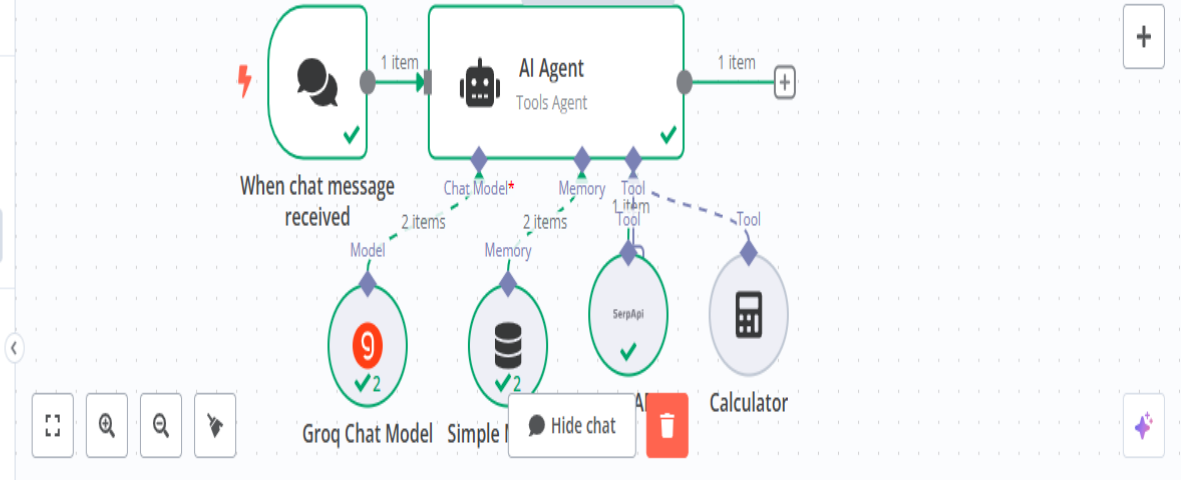 1 item
AI Agent
Tools Agent
1 item
When chat message
received
Chat Model*
Memory
Tool
1 item
Tool
Tool
2 items
2 items
Model
Memory
SerpApi
2
2
Groq Chat Model
Simple
Calculator
Hide chat